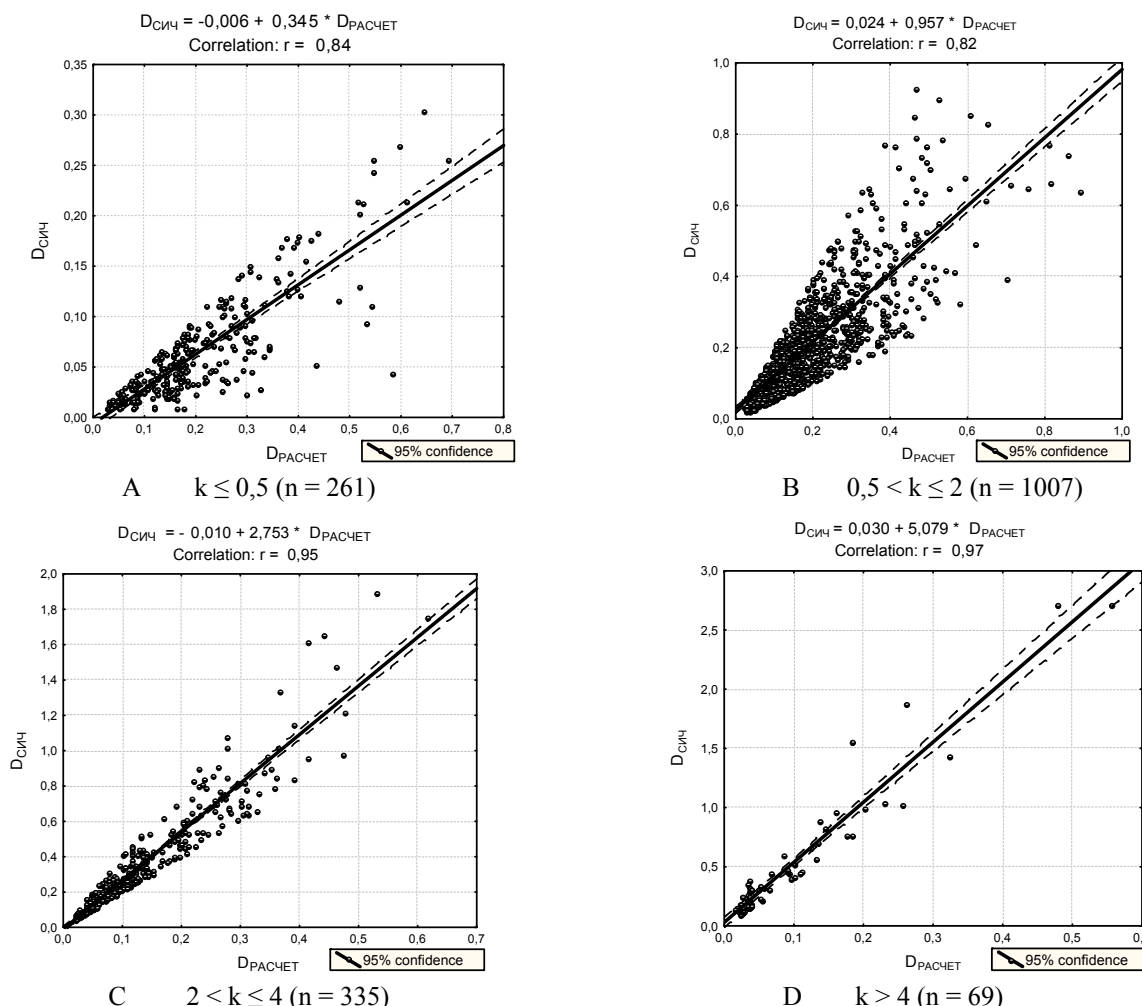 D_СИЧ = -0,006 + 0,345 * D_РАСЧЕТ
Correlation: r = 0,84
0,35
0,30
0,25
0,20
0,15
0,10
0,05
0,00
D_СИЧ
0,0 0,1 0,2 0,3 0,4 0,5 0,6 0,7 0,8
D_РАСЧЕТ
95% confidence
A k ≤ 0,5 (n = 261)
D_СИЧ = 0,024 + 0,957 * D_РАСЧЕТ
Correlation: r = 0,82
1,0
0,8
0,6
0,4
0,2
0,0
D_СИЧ
0,0 0,2 0,4 0,6 0,8 1,0
D_РАСЧЕТ
95% confidence
B 0,5 < k ≤ 2 (n = 1007)
D_СИЧ = - 0,010 + 2,753 * D_РАСЧЕТ
Correlation: r = 0,95
2,0
1,8
1,6
1,4
1,2
1,0
0,8
0,6
0,4
0,2
0,0
D_СИЧ
0,0 0,1 0,2 0,3 0,4 0,5 0,6 0,7
D_РАСЧЕТ
95% confidence
C 2 < k ≤ 4 (n = 335)
D_СИЧ = 0,030 + 5,079 * D_РАСЧЕТ
Correlation: r = 0,97
3,0
2,5
2,0
1,5
1,0
0,5
0,0
D_СИЧ
0,0 0,1 0,2 0,3 0,4 0,5
D_РАСЧЕТ
95% confidence
D k > 4 (n = 69)